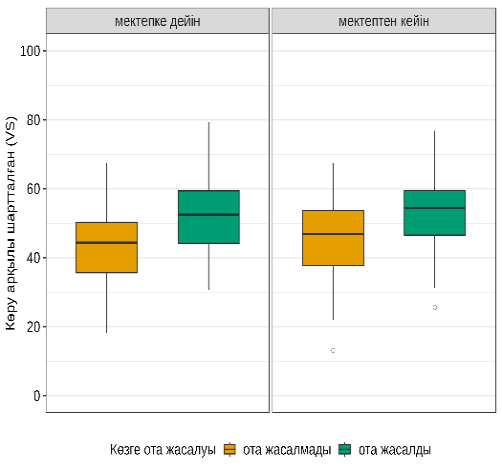 мектепке дейін
мектептен кейін
100
80
60
40
20
0
Көру арқылы шартталған (VS)
Көзге ота жасалуы ота жасалмады ота жасалды